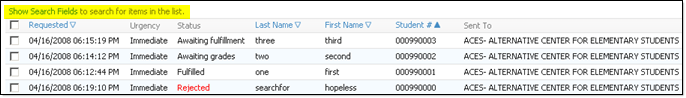 Show Search Fields to search for items in the list.
Requested ▽ Urgency Status Last Name ▽ First Name ▽ Student # ▲ Sent To
04/16/2008 06:15:19 PM Immediate Awaiting fulfillment three third 000990003 ACES- ALTERNATIVE CENTER FOR ELEMENTARY STUDENTS
04/16/2008 06:14:12 PM Immediate Awaiting grades two second 000990002 ACES- ALTERNATIVE CENTER FOR ELEMENTARY STUDENTS
04/16/2008 06:12:44 PM Immediate Fulfilled one first 000990001 ACES- ALTERNATIVE CENTER FOR ELEMENTARY STUDENTS
04/16/2008 06:19:10 PM Immediate Rejected searchfor hopeless 000990000 ACES- ALTERNATIVE CENTER FOR ELEMENTARY STUDENTS